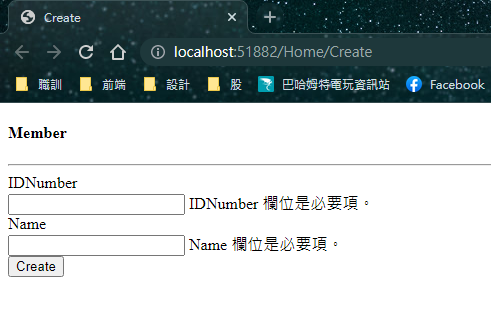 Create
localhost:51882/Home/Create
職訓 前端 設計 股 巴哈姆特電玩資訊站 Facebook
Member
IDNumber
IDNumber 欄位是必要項。
Name
Name 欄位是必要項。
Create